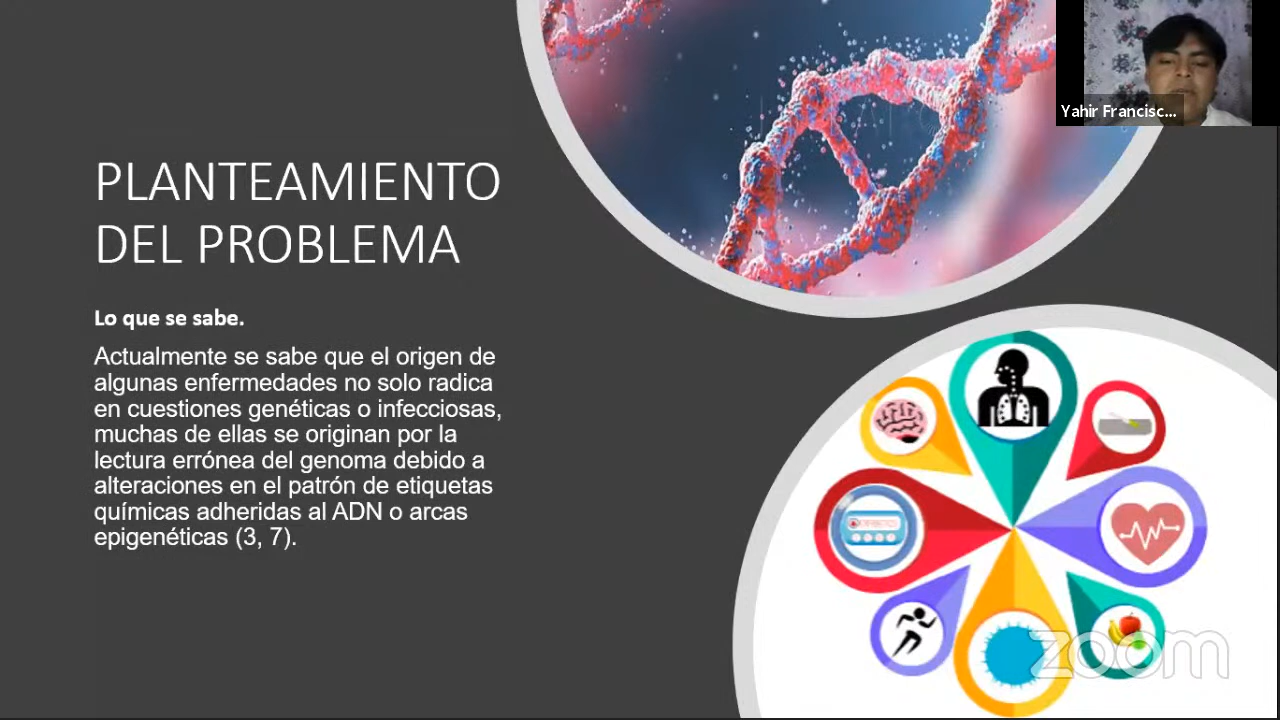 PLANTEAMIENTO
DEL PROBLEMA
Lo que se sabe.
Actualmente se sabe que el origen de
algunas enfermedades no solo radica
en cuestiones genéticas o infecciosas,
muchas de ellas se originan por la
lectura errónea del genoma debido a
alteraciones en el patrón de etiquetas
químicas adheridas al ADN o arcas
epigenéticas (3, 7).
Yahir Francisc...
zoom